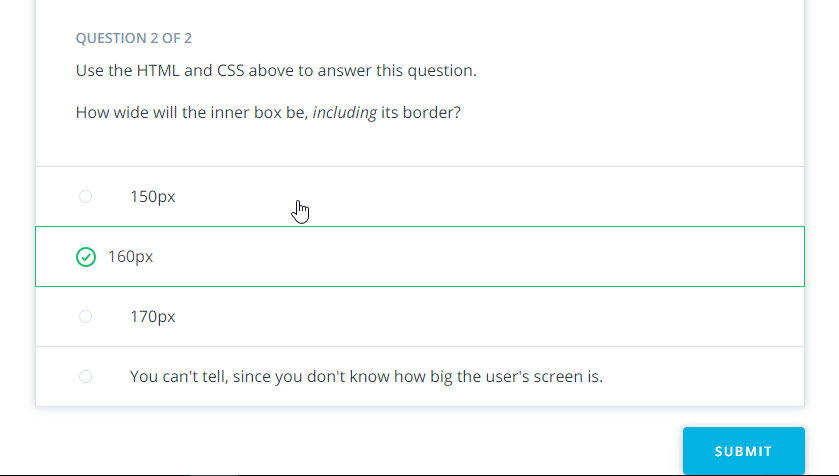 QUESTION 2 OF 2
Use the HTML and CSS above to answer this question.
How wide will the inner box be, including its border?
150px
160px
170px
You can't tell, since you don't know how big the user's screen is.
SUBMIT